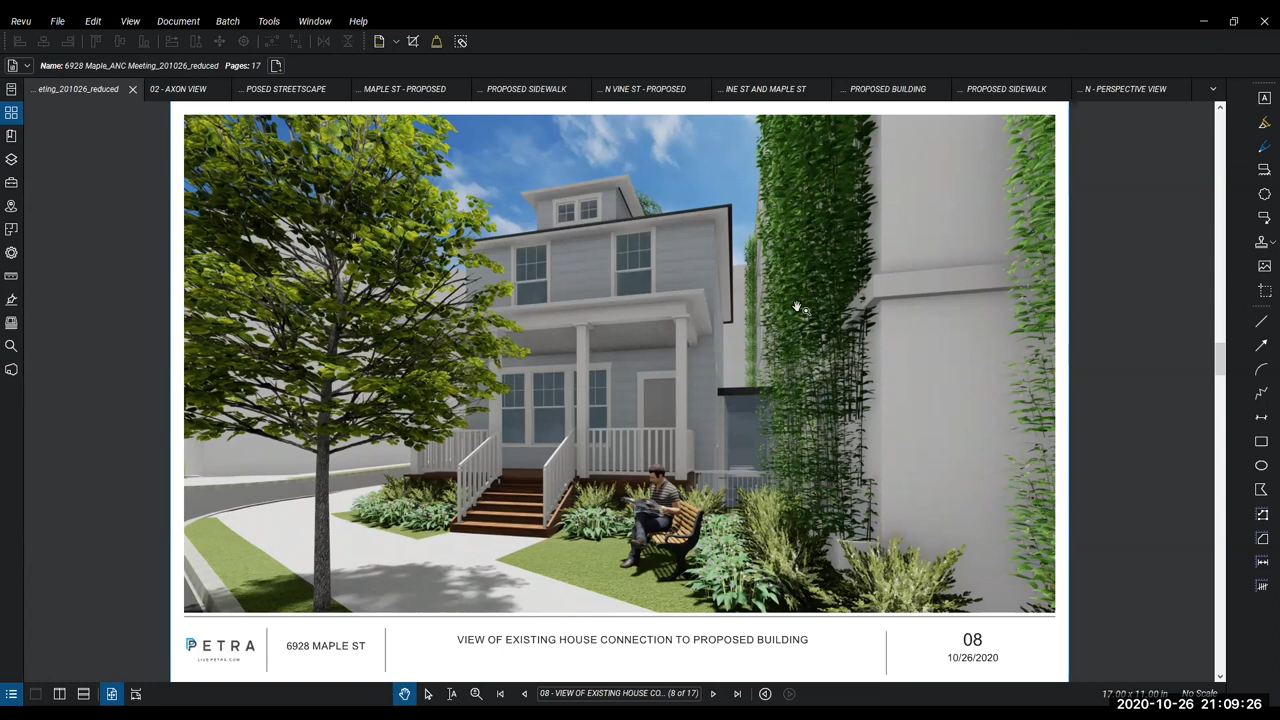 Revu File Edit View Document Batch Tools Window Help
Name: 6928 Maple_ANC Meeting_201026_reduced Pages: 17
... eting_201026_reduced 02 - AXON VIEW ... POSED STREETSCAPE ... MAPLE ST - PROPOSED ... PROPOSED SIDEWALK ... N VINE ST - PROPOSED ... INE ST AND MAPLE ST ... PROPOSED BUILDING ... PROPOSED SIDEWALK ... N - PERSPECTIVE VIEW
PETRA
LIVEPETRA.COM
6928 MAPLE ST
VIEW OF EXISTING HOUSE CONNECTION TO PROPOSED BUILDING
08
10/26/2020
08 - VIEW OF EXISTING HOUSE CO... (8 of 17)
17.00 x 11.00 in No Scale
2020-10-26 21:09:26